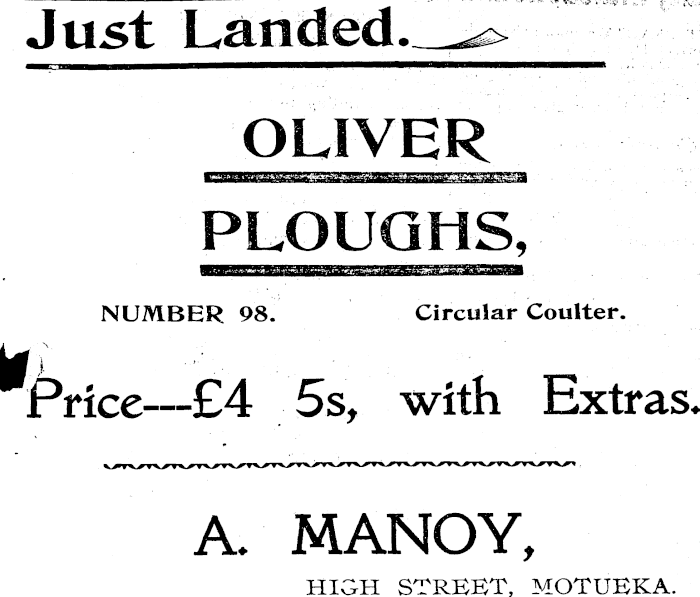 Just Landed.
OLIVER
PLOUGHS,
NUMBER 98. Circular Coulter.
Price---£4 5s, with Extras.
A. MANOY,
HIGH STREET, MOTUEKA.